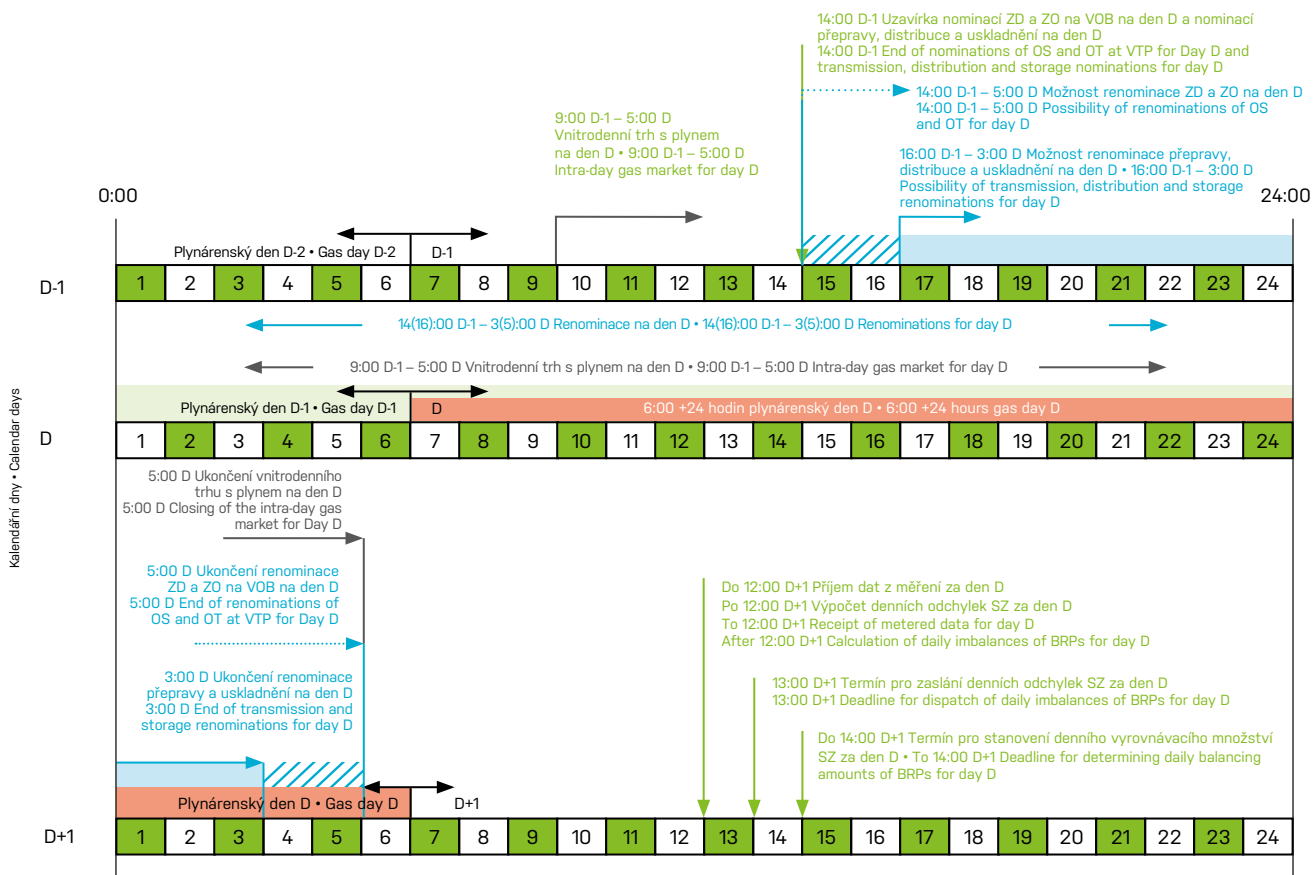 14:00 D-1 Uzavírka nominací ZD a ZO na VOB na den D a nominací
přepravy, distribuce a uskladnění na den D
14:00 D-1 End of nominations of OS and OT at VTP for Day D and
transmission, distribution and storage nominations for day D
14:00 D-1 – 5:00 D Možnost renominace ZD a ZO na den D
14:00 D-1 – 5:00 D Possibility of renominations of OS
and OT for day D
9:00 D-1 – 5:00 D
Vnitrodenní trh s plynem
na den D • 9:00 D-1 – 5:00 D
Intra-day gas market for day D
16:00 D-1 – 3:00 D Možnost renominace přepravy,
distribuce a uskladnění na den D • 16:00 D-1 – 3:00 D
Possibility of transmission, distribution and storage
renominations for day D
0:00
24:00
Plynárenský den D-2 • Gas day D-2
D-1
D-1
1 2 3 4 5 6 7 8 9 10 11 12 13 14 15 16 17 18 19 20 21 22 23 24
14(16):00 D-1 – 3(5):00 D Renominace na den D • 14(16):00 D-1 – 3(5):00 D Renominations for day D
9:00 D-1 – 5:00 D Vnitrodenní trh s plynem na den D • 9:00 D-1 – 5:00 D Intra-day gas market for day D
Plynárenský den D-1 • Gas day D-1
D
6:00 +24 hodin plynárenský den D • 6:00 +24 hours gas day D
D
1 2 3 4 5 6 7 8 9 10 11 12 13 14 15 16 17 18 19 20 21 22 23 24
Kalendářní dny • Calendar days
5:00 D Ukončení vnitrodenního
trhu s plynem na den D
5:00 D Closing of the intra-day gas
market for Day D
5:00 D Ukončení renominace
ZD a ZO na VOB na den D
5:00 D End of renominations of
OS and OT at VTP for Day D
3:00 D Ukončení renominace
přepravy a uskladnění na den D
3:00 D End of transmission and
storage renominations for day D
Do 12:00 D+1 Příjem dat z měření za den D
Po 12:00 D+1 Výpočet denních odchylek SZ za den D
To 12:00 D+1 Receipt of metered data for day D
After 12:00 D+1 Calculation of daily imbalances of BRPs for day D
13:00 D+1 Termín pro zaslání denních odchylek SZ za den D
13:00 D+1 Deadline for dispatch of daily imbalances of BRPs for day D
Do 14:00 D+1 Termín pro stanovení denního vyrovnávacího množství
SZ za den D • To 14:00 D+1 Deadline for determining daily balancing
amounts of BRPs for day D
Plynárenský den D • Gas day D
D+1
D+1
1 2 3 4 5 6 7 8 9 10 11 12 13 14 15 16 17 18 19 20 21 22 23 24